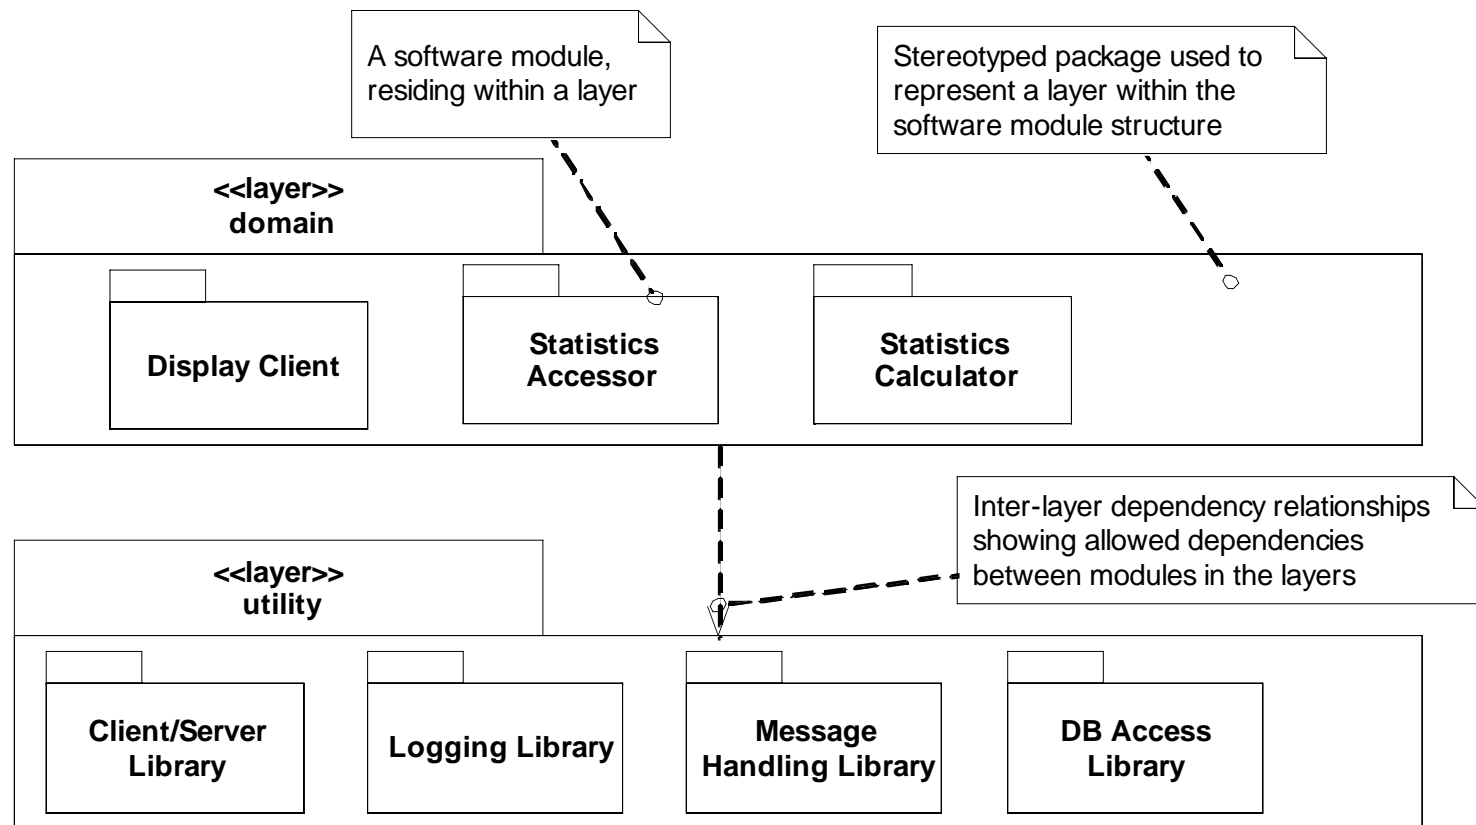 A software module,
residing within a layer
Stereotyped package used to
represent a layer within the
software module structure
<<layer>>
domain
Display Client
Statistics
Accessor
Statistics
Calculator
Inter-layer dependency relationships
showing allowed dependencies
between modules in the layers
<<layer>>
utility
Client/Server
Library
Logging Library
Message
Handling Library
DB Access
Library